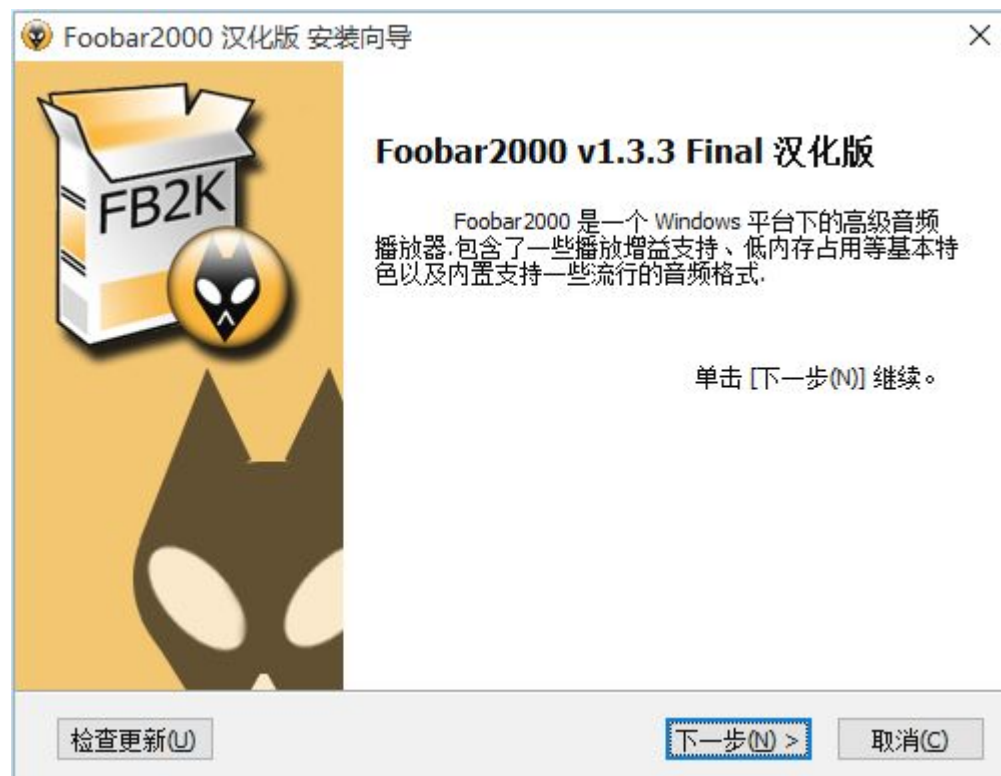 Foobar2000 汉化版 安装向导
FB2K
Foobar2000 v1.3.3 Final 汉化版
Foobar2000 是一个 Windows 平台下的高级音频
播放器.包含了一些播放增益支持、低内存占用等基本特
色以及内置支持一些流行的音频格式.
单击 [下一步(N)] 继续。
检查更新(U)
下一步(N) >
取消(C)